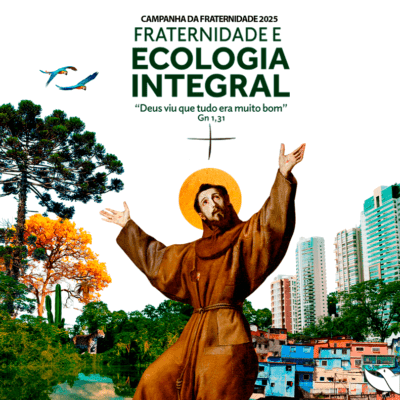 CAMPANHA DA FRATERNIDADE 2025
FRATERNIDADE E
ECOLOGIA
INTEGRAL
“Deus viu que tudo era muito bom”
Gn 1,31